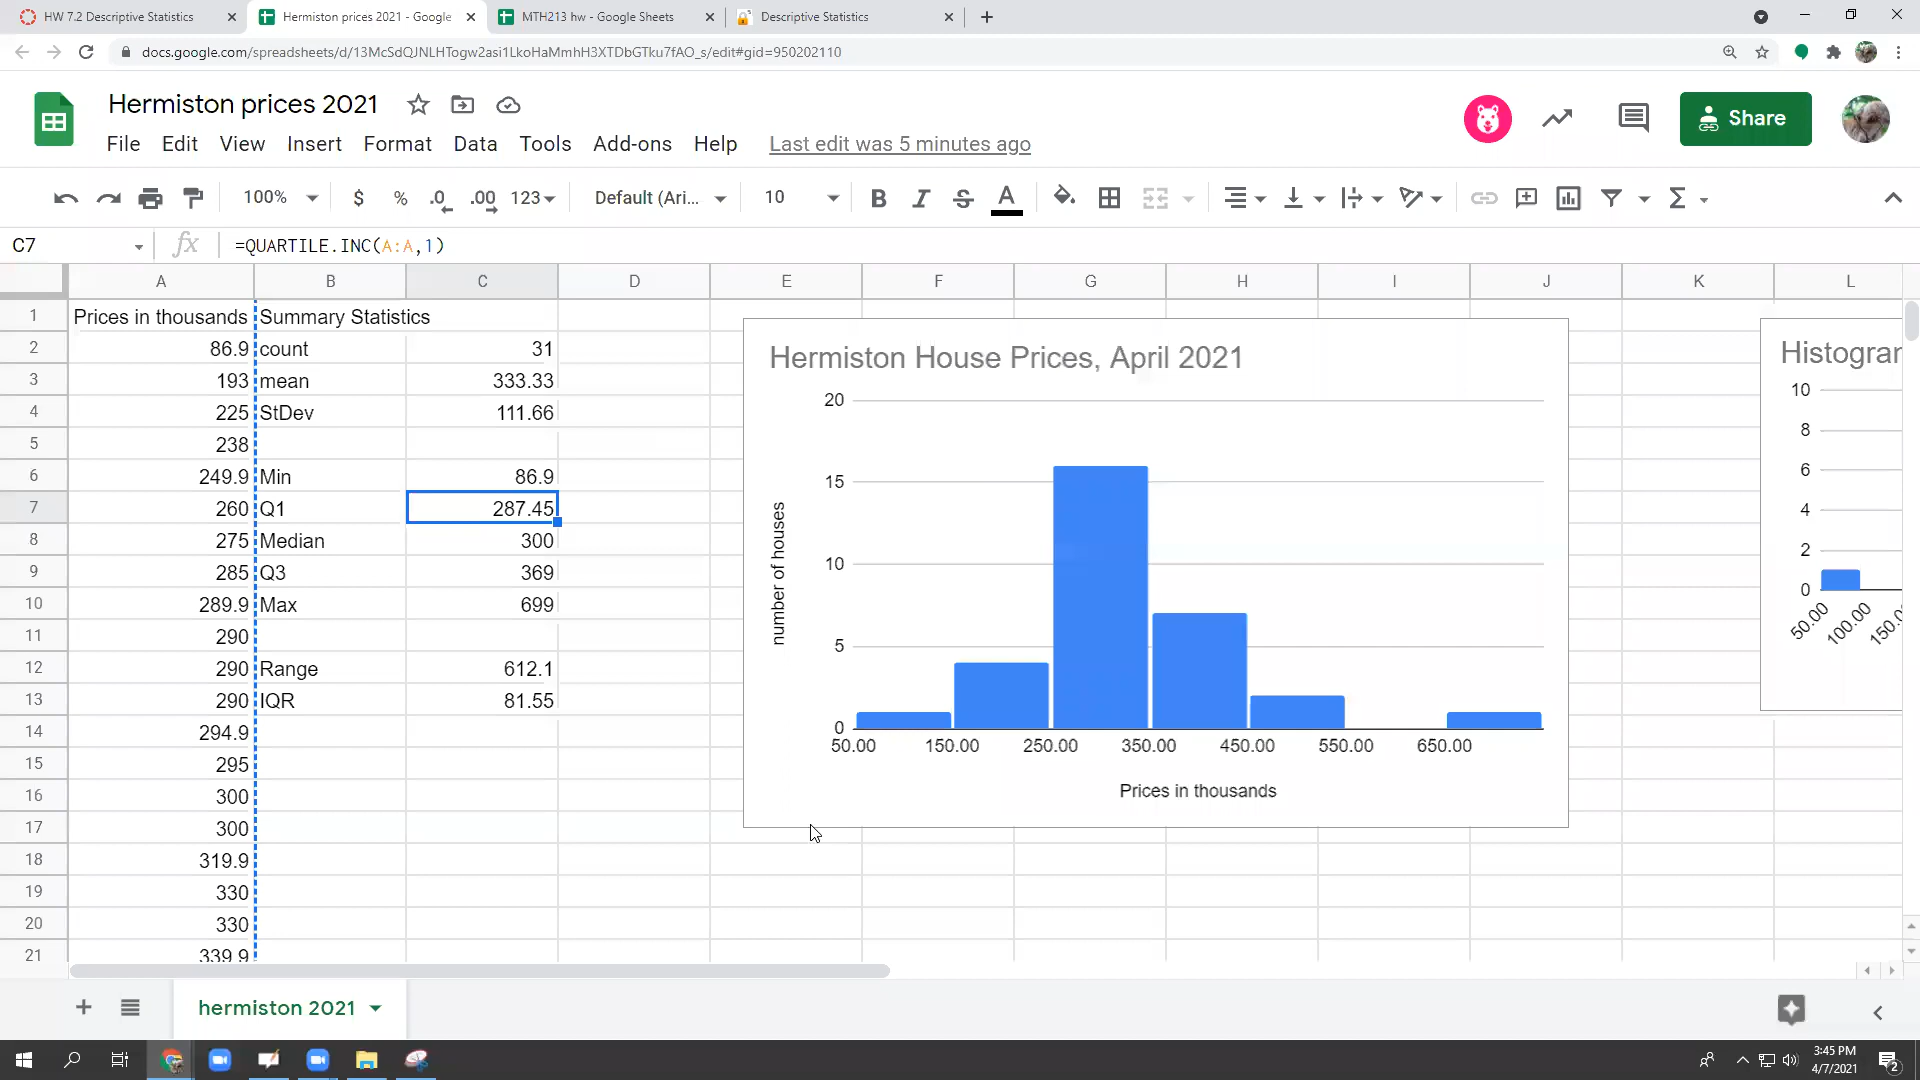 HW 7.2 Descriptive Statistics
Hermiston prices 2021 - Google
MTH213 hw - Google Sheets
Descriptive Statistics
docs.google.com/spreadsheets/d/13McSdQJNLHTogw2asi1LkoHaMmhH3XTDbGTku7fAO_s/edit#gid=950202110
Hermiston prices 2021
Share
File Edit View Insert Format Data Tools Add-ons Help Last edit was 5 minutes ago
100% $ % .0 .00 123 Default (Ari... 10 B I S A Σ
C7 fx =QUARTILE.INC(A:A,1)
A B C D E F G H I J K L
1 Prices in thousands Summary Statistics
2 86.9 count 31
3 193 mean 333.33
4 225 StDev 111.66
5 238
6 249.9 Min 86.9
7 260 Q1 287.45
8 275 Median 300
9 285 Q3 369
10 289.9 Max 699
11 290
12 290 Range 612.1
13 290 IQR 81.55
14 294.9
15 295
16 300
17 300
18 319.9
19 330
20 330
21 339.9
Hermiston House Prices, April 2021
20
15
10
5
0
number of houses
50.00 150.00 250.00 350.00 450.00 550.00 650.00
Prices in thousands
Histogram
10
8
6
4
2
0
50.00 100.00 150.0
+ hermiston 2021
3:45 PM
4/7/2021
2